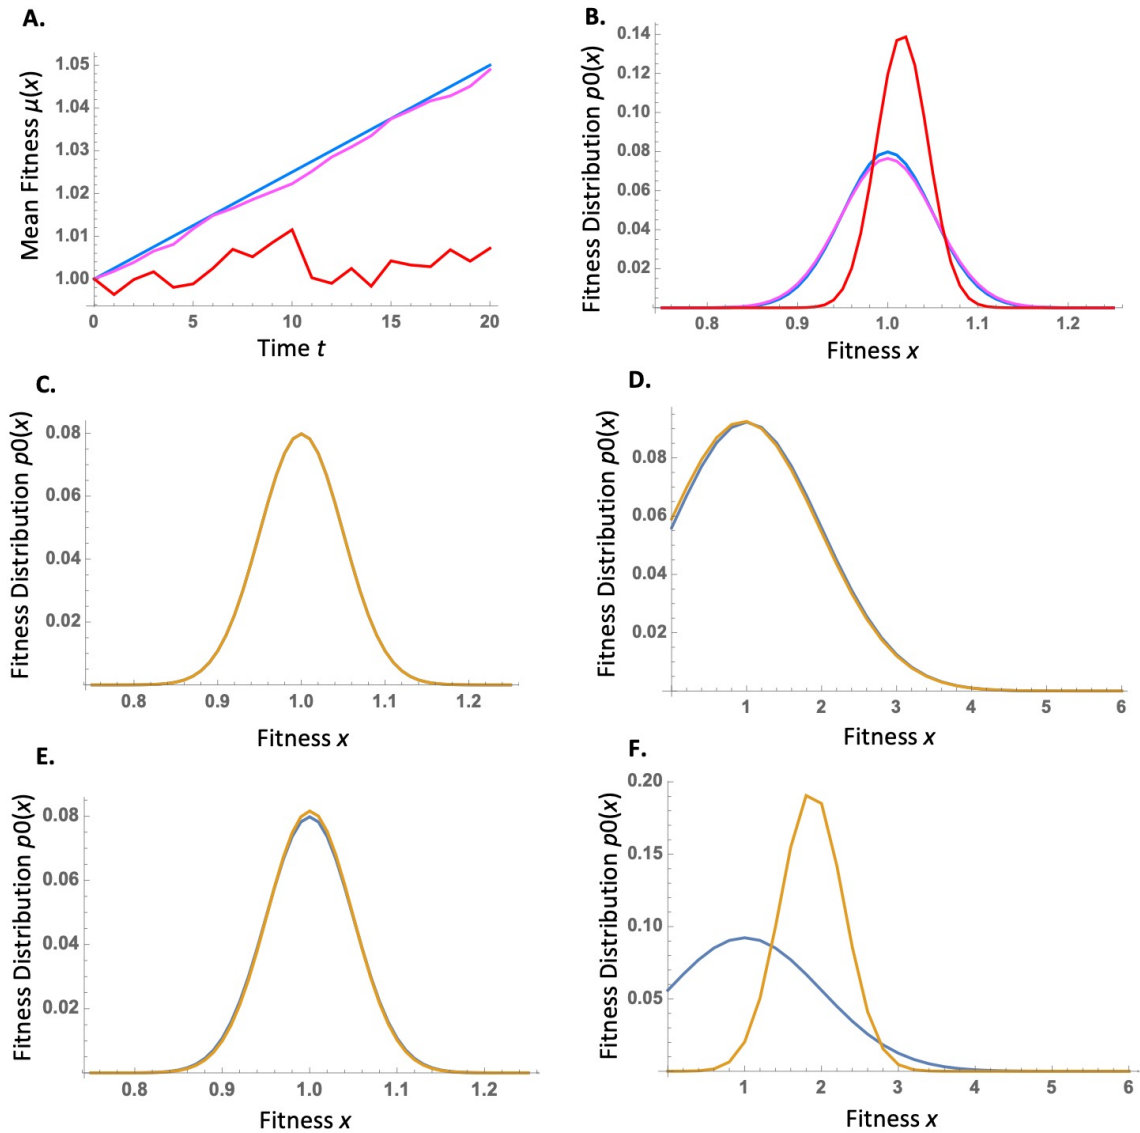 A.
Mean Fitness μ(x)
1.05
1.04
1.03
1.02
1.01
1.00
0 5 10 15 20
Time t
B.
Fitness Distribution p0(x)
0.14
0.12
0.10
0.08
0.06
0.04
0.02
0.8 0.9 1.0 1.1 1.2
Fitness x
C.
Fitness Distribution p0(x)
0.08
0.06
0.04
0.02
0.8 0.9 1.0 1.1 1.2
Fitness x
D.
Fitness Distribution p0(x)
0.08
0.06
0.04
0.02
1 2 3 4 5 6
Fitness x
E.
Fitness Distribution p0(x)
0.08
0.06
0.04
0.02
0.8 0.9 1.0 1.1 1.2
Fitness x
F.
Fitness Distribution p0(x)
0.20
0.15
0.10
0.05
1 2 3 4 5 6
Fitness x